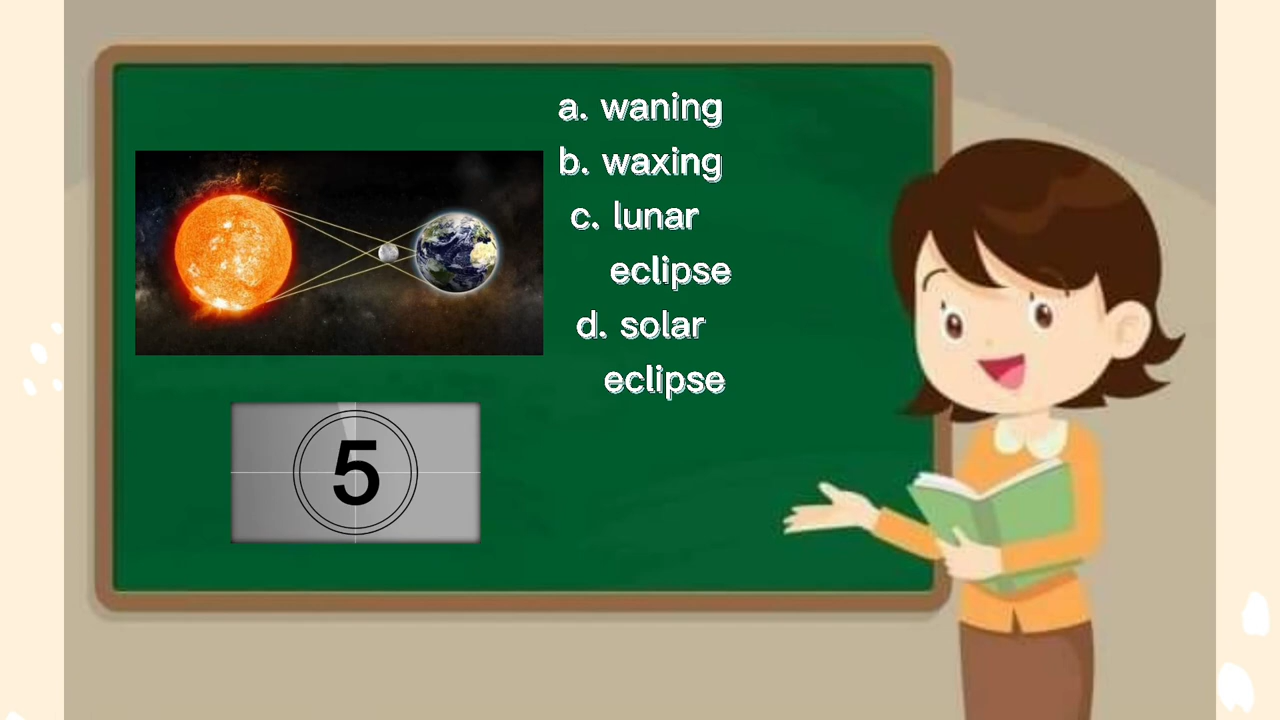 a. waning
b. waxing
c. lunar
eclipse
d. solar
eclipse
5